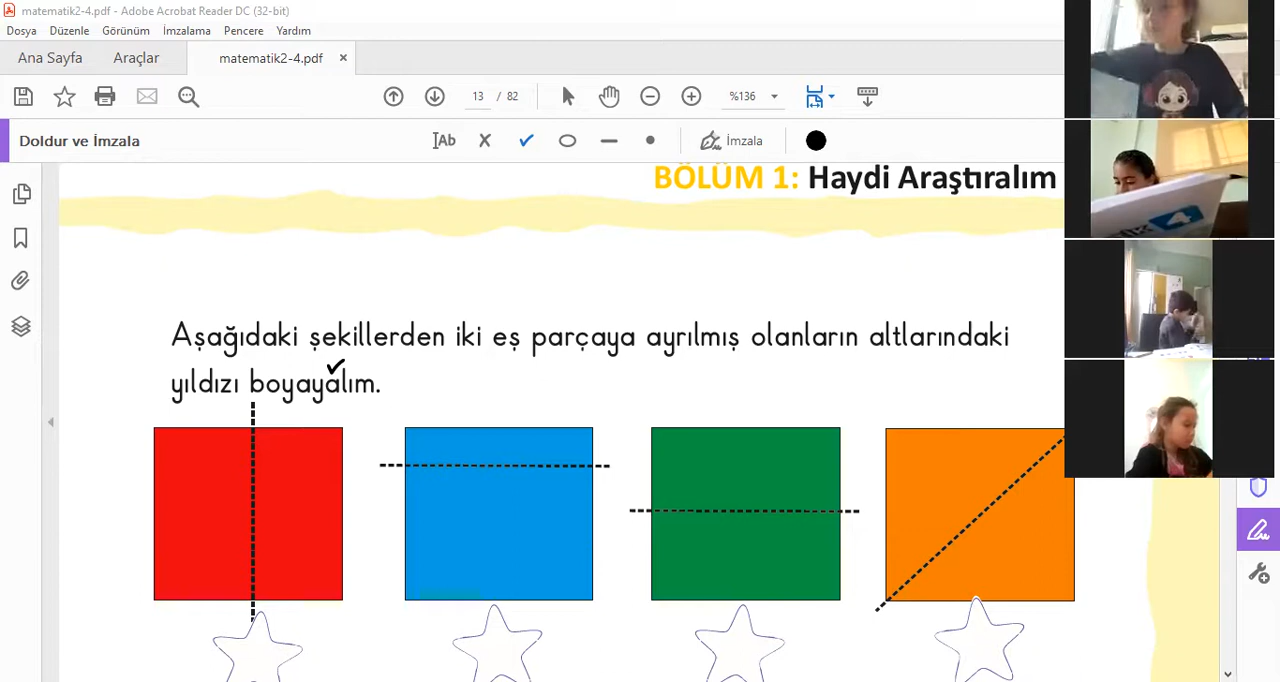 matematik2-4.pdf - Adobe Acrobat Reader DC (32-bit)
Dosya Düzenle Görünüm İmzalama Pencere Yardım
Ana Sayfa Araçlar matematik2-4.pdf ×
13 / 82 %136
Doldur ve İmzala Ab İmzala
BÖLÜM 1: Haydi Araştıralım
4
Aşağıdaki şekillerden iki eş parçaya ayrılmış olanların altlarındaki
yıldızı boyayalım.